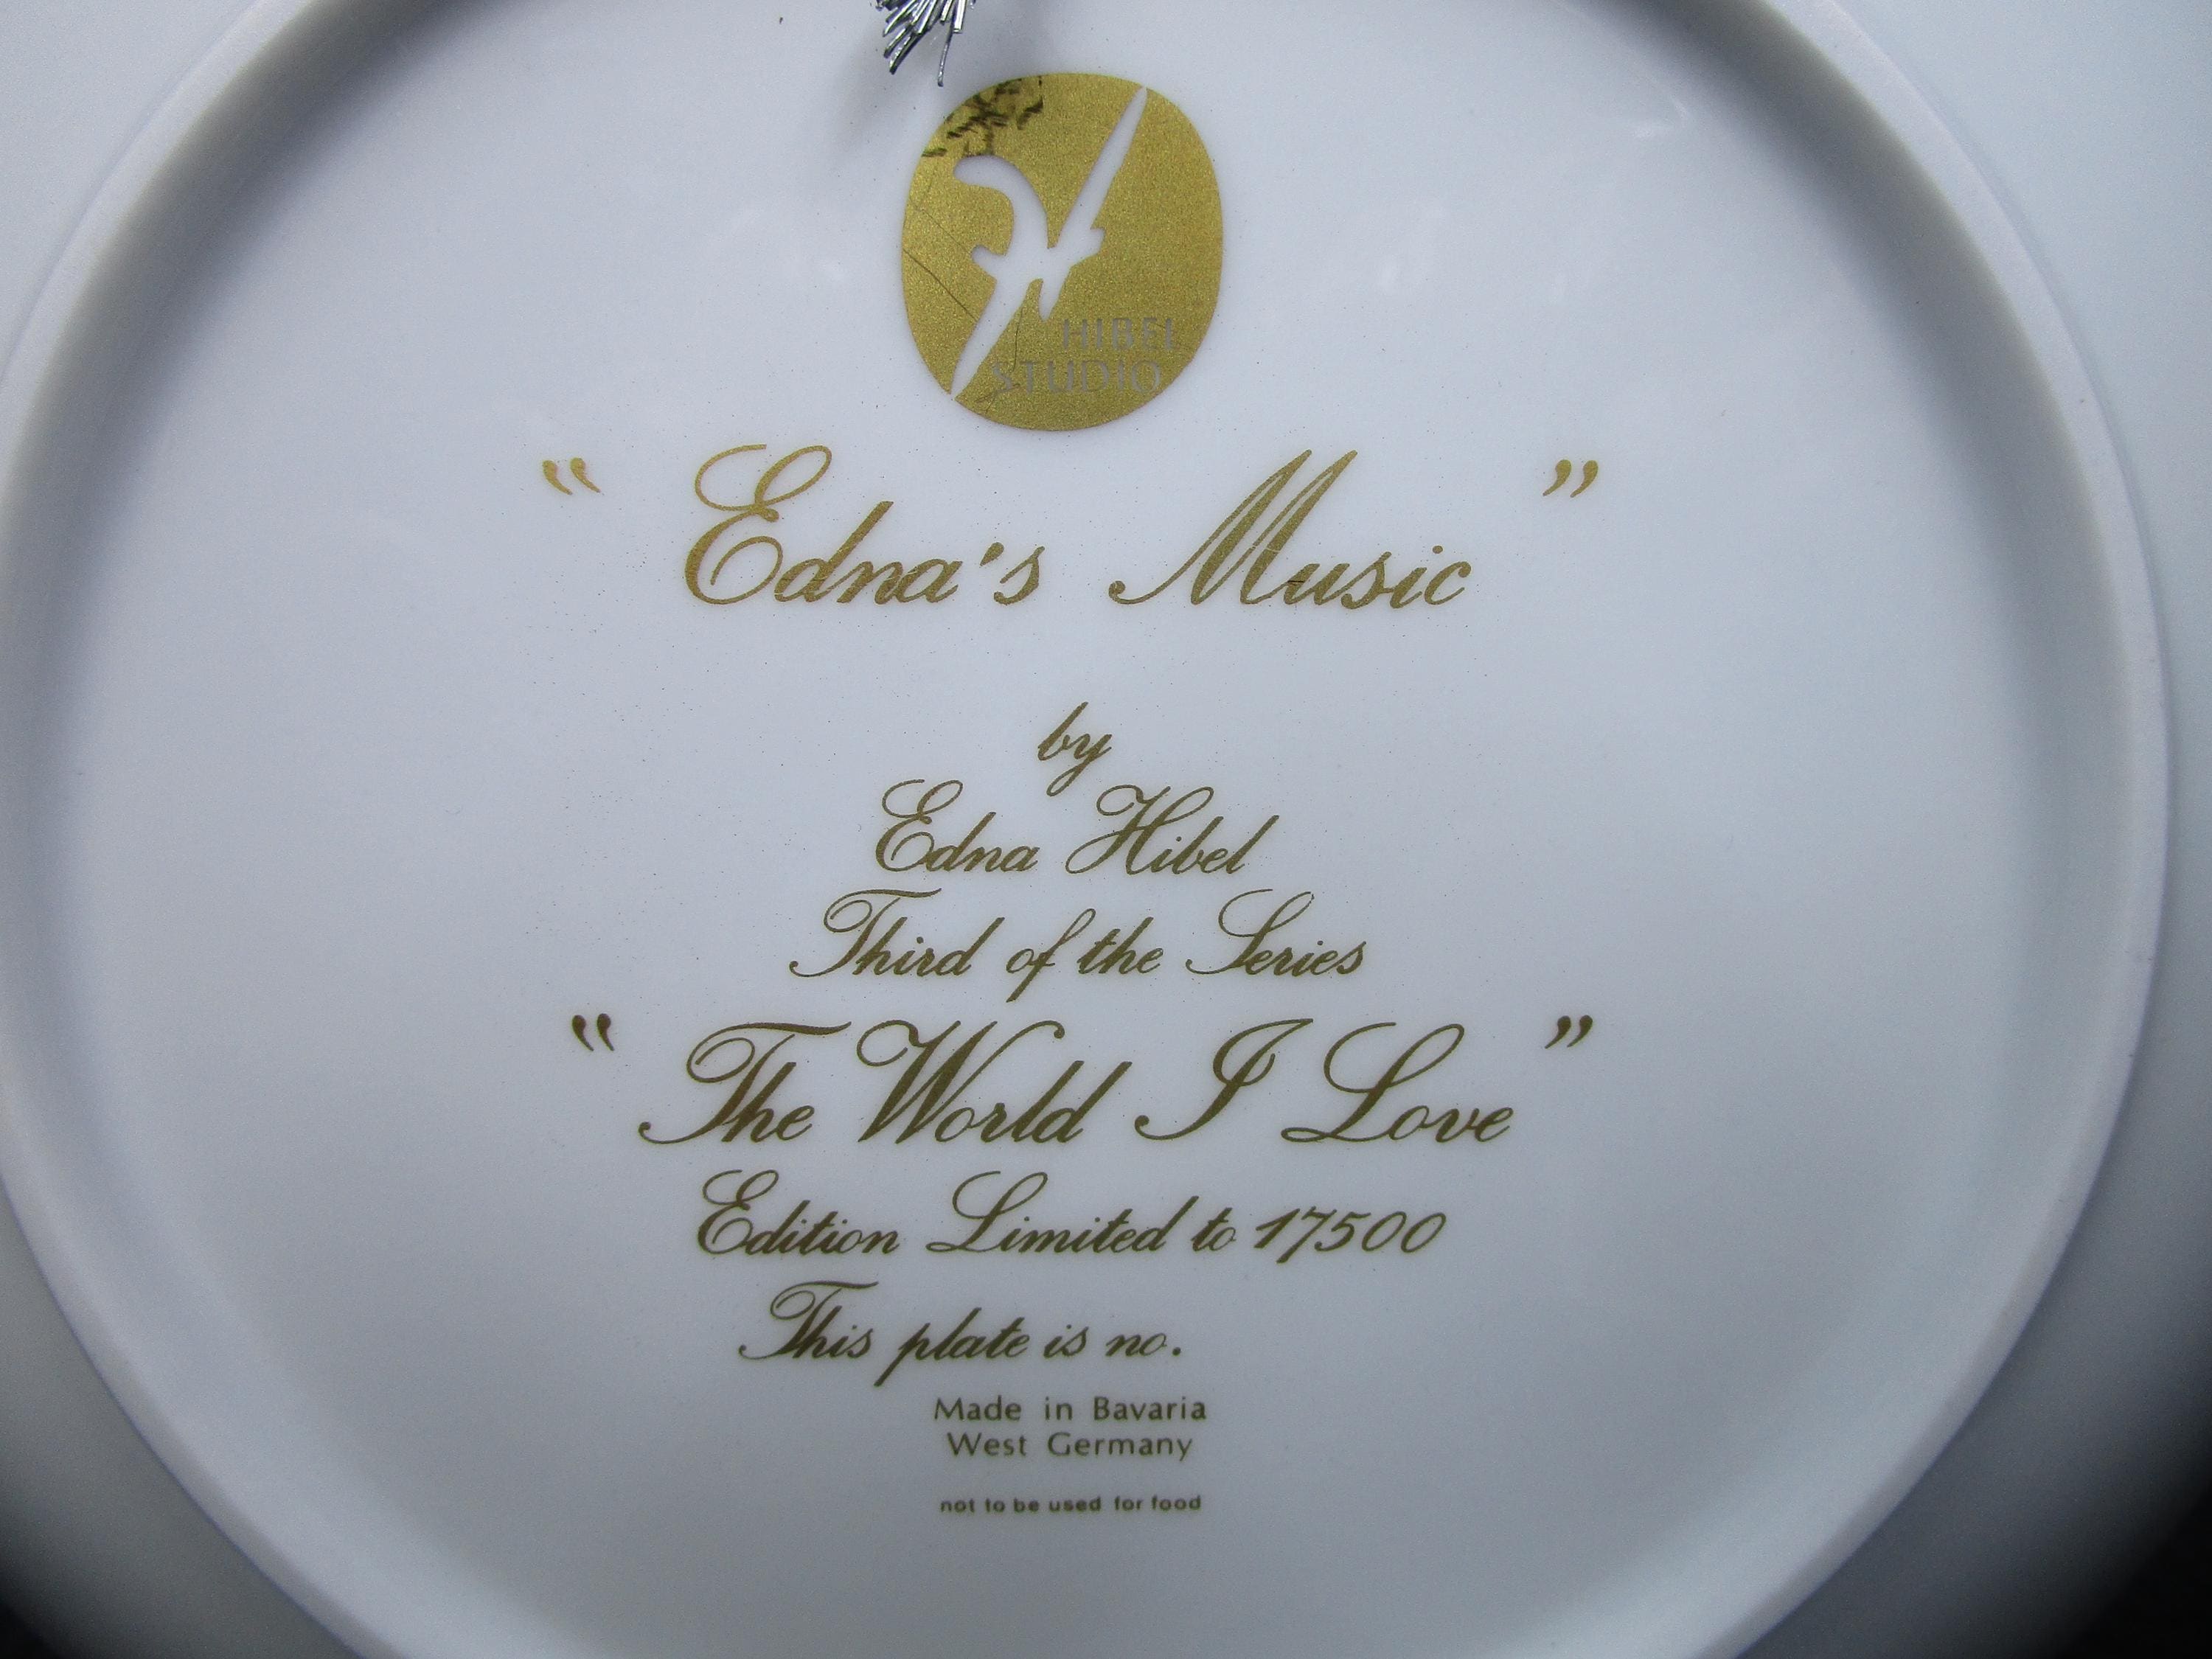 HIBEL
STUDIO
“ Edna's Music ”
by
Edna Hibel
Third of the Series
“ The World I Love ”
Edition Limited to 17500
This plate is no.
Made in Bavaria
West Germany
not to be used for food